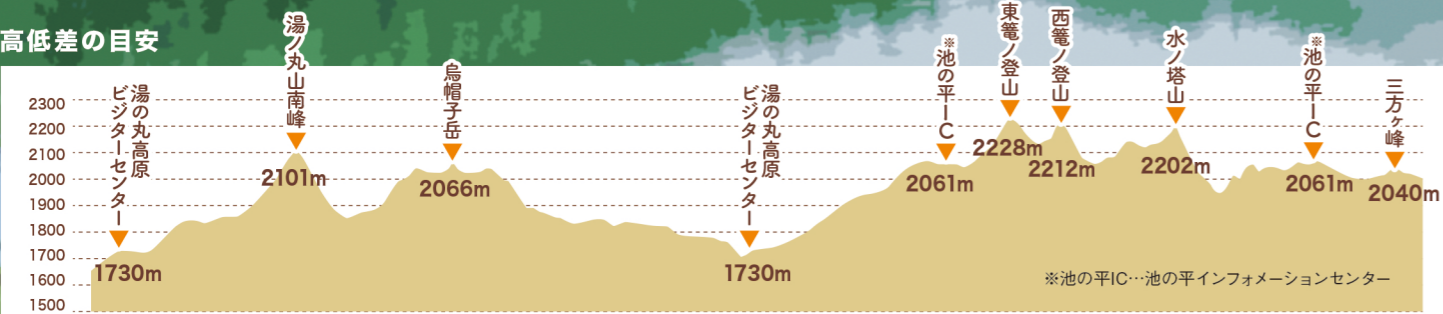 高低差の目安
2300
2200
2100
2000
1900
1800
1700
1600
1500
湯の丸高原
ビジターセンター
1730m
湯ノ丸山南峰
2101m
烏帽子岳
2066m
湯の丸高原
ビジターセンター
1730m
※池の平IC
2061m
東篭ノ登山
2228m
西篭ノ登山
2212m
水ノ塔山
2202m
※池の平IC
2061m
三方ヶ峰
2040m
※池の平IC…池の平インフォメーションセンター